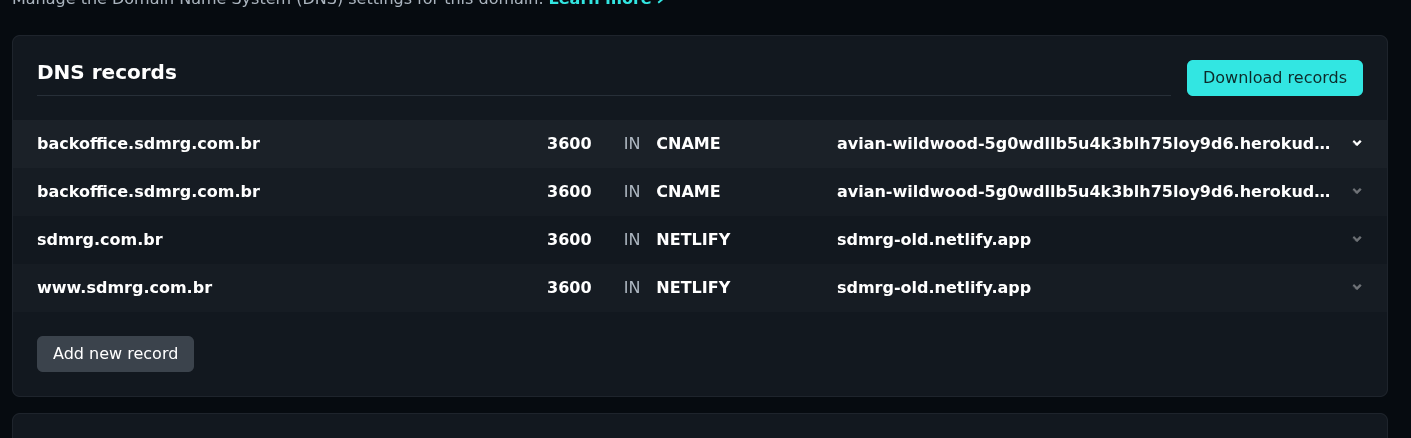 Manage the Domain Name System (DNS) settings for this domain. Learn more ›
DNS records
Download records
backoffice.sdmrg.com.br 3600 IN CNAME avian-wildwood-5g0wdllb5u4k3blh75loy9d6.herokud...
backoffice.sdmrg.com.br 3600 IN CNAME avian-wildwood-5g0wdllb5u4k3blh75loy9d6.herokud...
sdmrg.com.br 3600 IN NETLIFY sdmrg-old.netlify.app
www.sdmrg.com.br 3600 IN NETLIFY sdmrg-old.netlify.app
Add new record